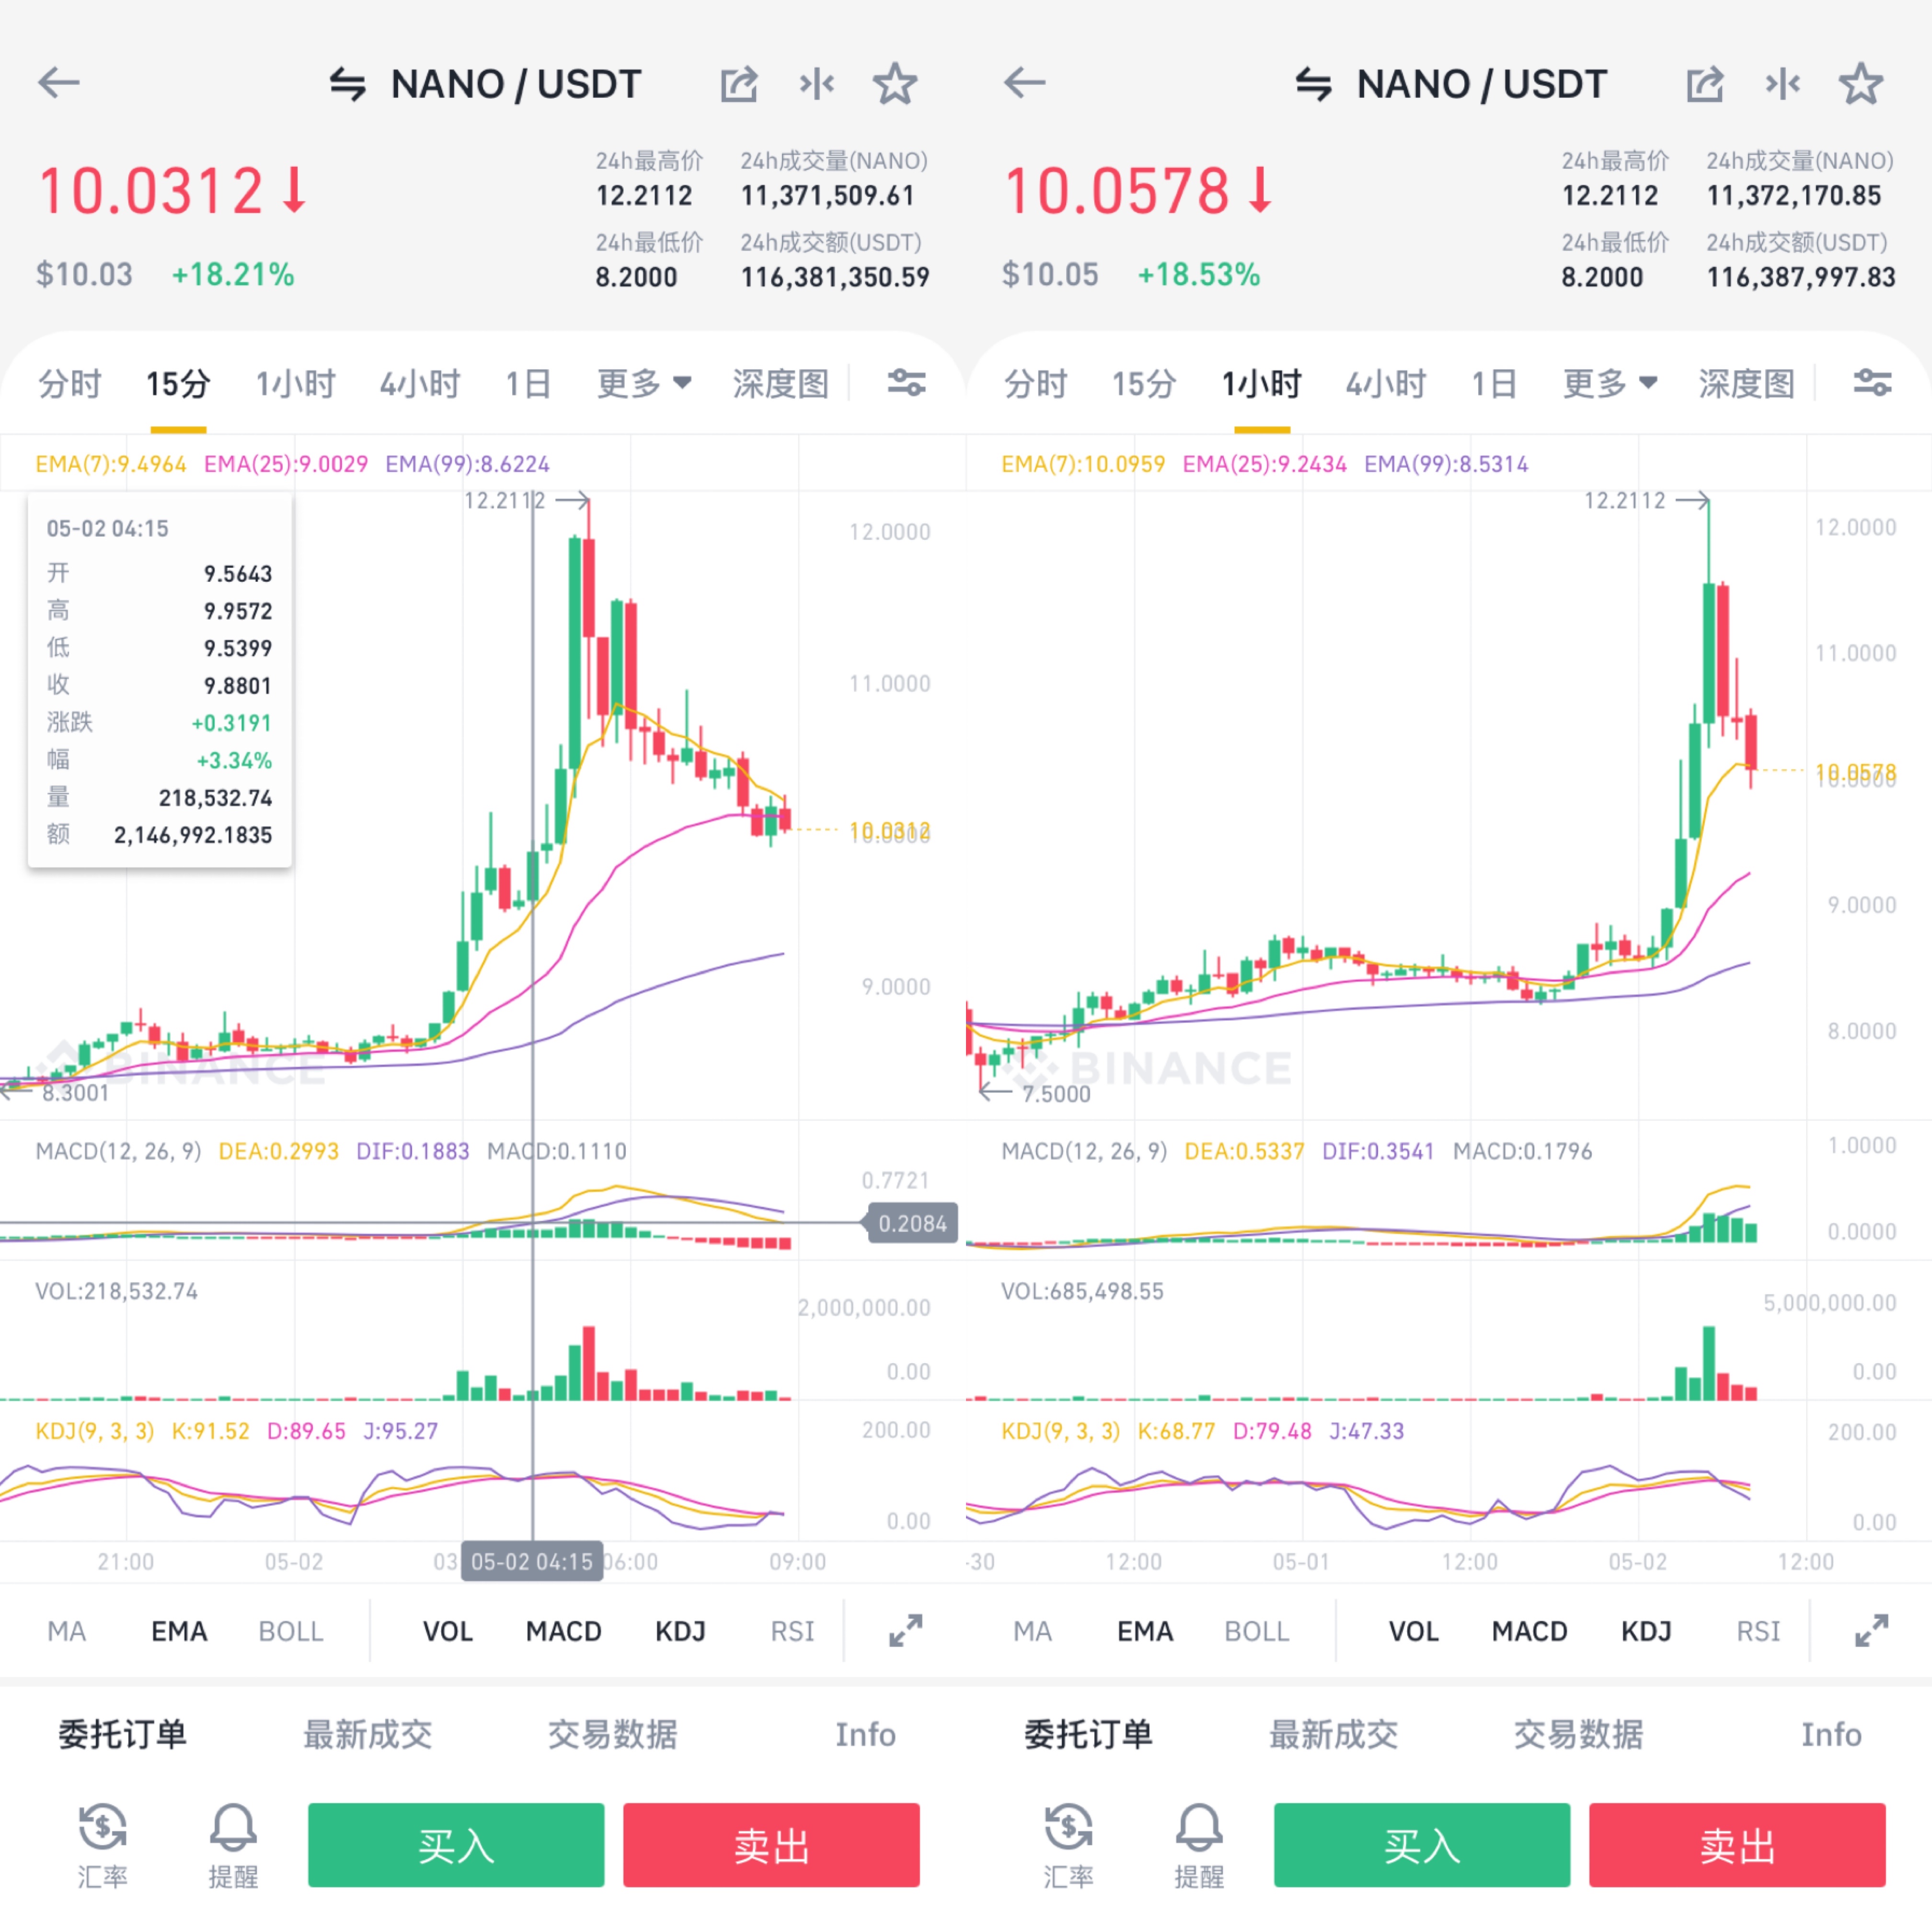 NANO / USDT
10.0312
$10.03 +18.21%
24h最高价 24h成交量(NANO)
12.2112 11,371,509.61
24h最低价 24h成交额(USDT)
8.2000 116,381,350.59
分时 15分 1小时 4小时 1日 更多 深度图
EMA(7):9.4964 EMA(25):9.0029 EMA(99):8.6224
12.2112
05-02 04:15
开 9.5643
高 9.9572
低 9.5399
收 9.8801
涨跌 +0.3191
幅 +3.34%
量 218,532.74
额 2,146,992.1835
12.0000
11.0000
10.0312
10.0000
9.0000
BINANCE
8.3001
MACD(12, 26, 9) DEA:0.2993 DIF:0.1883 MACD:0.1110
0.7721
0.2084
VOL:218,532.74
2,000,000.00
0.00
KDJ(9, 3, 3) K:91.52 D:89.65 J:95.27
200.00
0.00
21:00 05-02 03 05-02 04:15 06:00 09:00
MA EMA BOLL VOL MACD KDJ RSI
委托订单 最新成交 交易数据 Info
汇率 提醒 买入 卖出
NANO / USDT
10.0578
$10.05 +18.53%
24h最高价 24h成交量(NANO)
12.2112 11,372,170.85
24h最低价 24h成交额(USDT)
8.2000 116,387,997.83
分时 15分 1小时 4小时 1日 更多 深度图
EMA(7):10.0959 EMA(25):9.2434 EMA(99):8.5314
12.2112
12.0000
11.0000
10.0578
10.0000
9.0000
8.0000
BINANCE
7.5000
MACD(12, 26, 9) DEA:0.5337 DIF:0.3541 MACD:0.1796
1.0000
0.0000
VOL:685,498.55
5,000,000.00
0.00
KDJ(9, 3, 3) K:68.77 D:79.48 J:47.33
200.00
0.00
-30 12:00 05-01 12:00 05-02 12:00
MA EMA BOLL VOL MACD KDJ RSI
委托订单 最新成交 交易数据 Info
汇率 提醒 买入 卖出